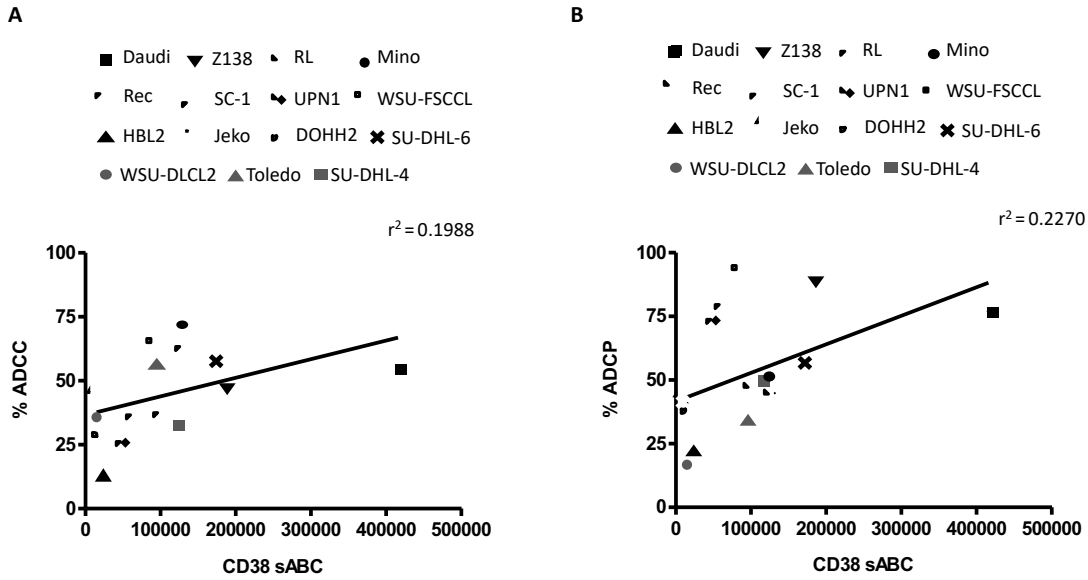 A
Daudi Z138 RL Mino
Rec SC-1 UPN1 WSU-FSCCL
HBL2 Jeko DOHH2 SU-DHL-6
WSU-DLCL2 Toledo SU-DHL-4
r² = 0.1988
100
75
50
25
0
% ADCC
0 100000 200000 300000 400000 500000
CD38 sABC
B
Daudi Z138 RL Mino
Rec SC-1 UPN1 WSU-FSCCL
HBL2 Jeko DOHH2 SU-DHL-6
WSU-DLCL2 Toledo SU-DHL-4
r² = 0.2270
100
75
50
25
0
% ADCP
0 100000 200000 300000 400000 500000
CD38 sABC